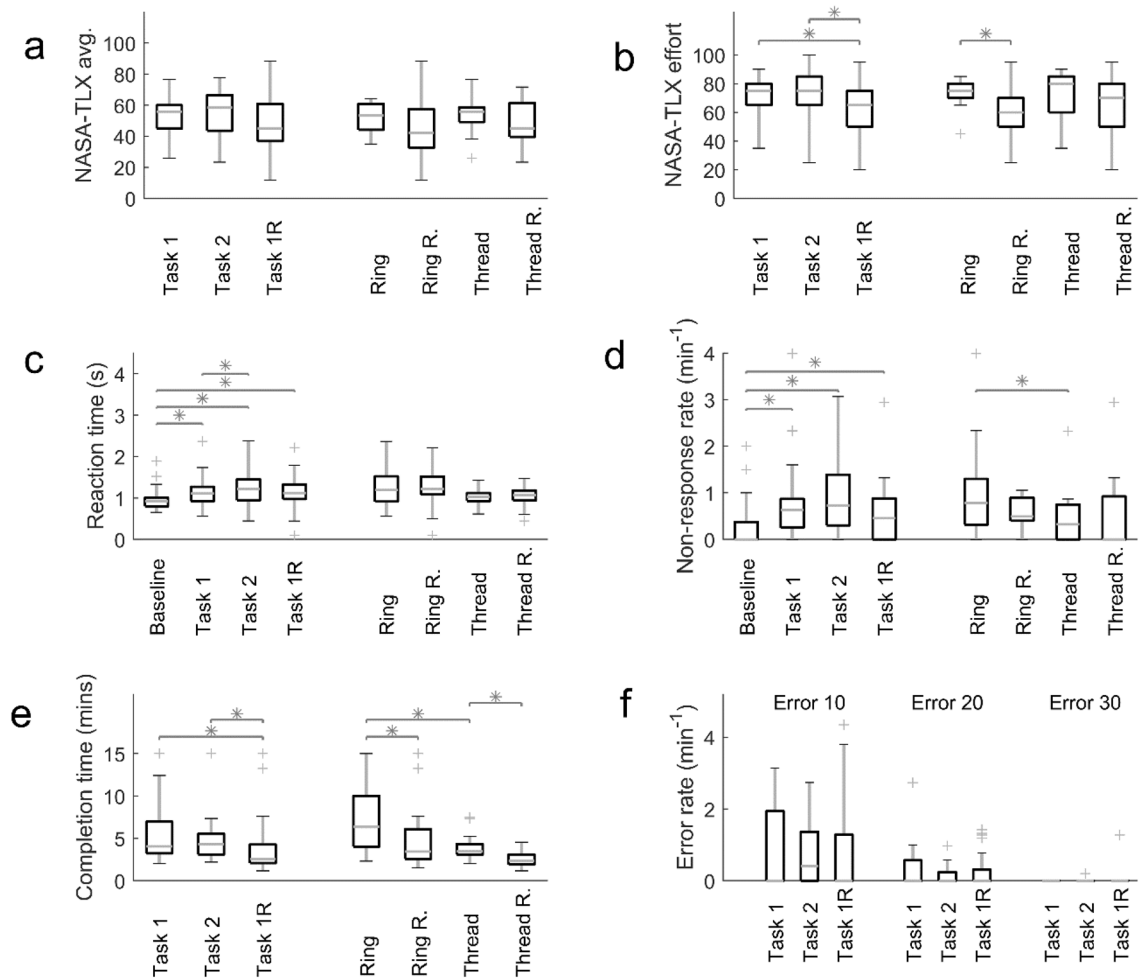 a
NASA-TLX avg.
100
80
60
40
20
0
Task 1
Task 2
Task 1R
Ring
Ring R.
Thread
Thread R.
b
NASA-TLX effort
100
80
60
40
20
0
*
*
*
Task 1
Task 2
Task 1R
Ring
Ring R.
Thread
Thread R.
c
Reaction time (s)
4
3
2
1
0
*
*
*
*
Baseline
Task 1
Task 2
Task 1R
Ring
Ring R.
Thread
Thread R.
d
Non-response rate (min⁻¹)
4
3
2
1
0
*
*
*
*
Baseline
Task 1
Task 2
Task 1R
Ring
Ring R.
Thread
Thread R.
e
Completion time (mins)
15
10
5
0
*
*
*
*
*
Task 1
Task 2
Task 1R
Ring
Ring R.
Thread
Thread R.
f
Error rate (min⁻¹)
4
2
0
Error 10
Error 20
Error 30
Task 1
Task 2
Task 1R
Task 1
Task 2
Task 1R
Task 1
Task 2
Task 1R